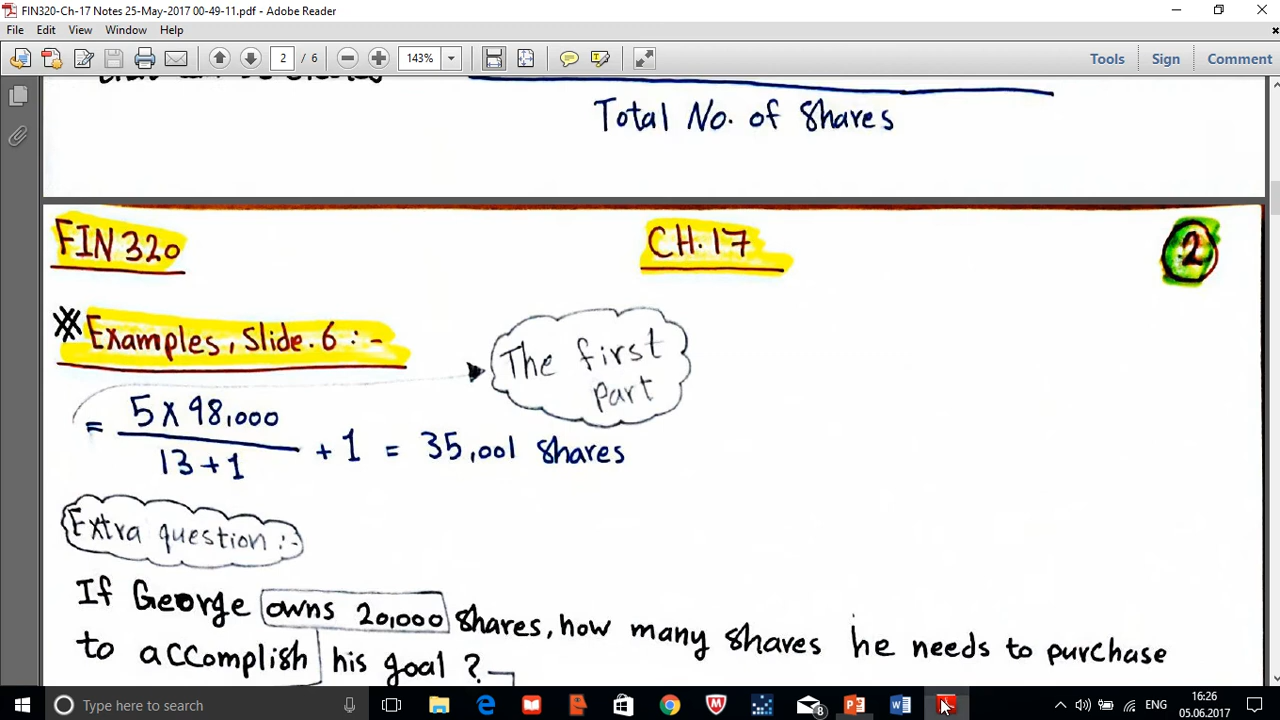 FIN320-Ch-17 Notes 25-May-2017 00-49-11.pdf - Adobe Reader
File Edit View Window Help
2 / 6 143% Tools Sign Comment
Total No. of Shares
FIN 320 CH.17 2
Examples, Slide.6 :-
The first
part
= 5 X 98,000
13 + 1
+ 1 = 35,001 shares
Extra question :-
If George owns 20,000 shares, how many shares he needs to purchase
to accomplish his goal ?
Type here to search
8
ENG
16:26
05.06.2017